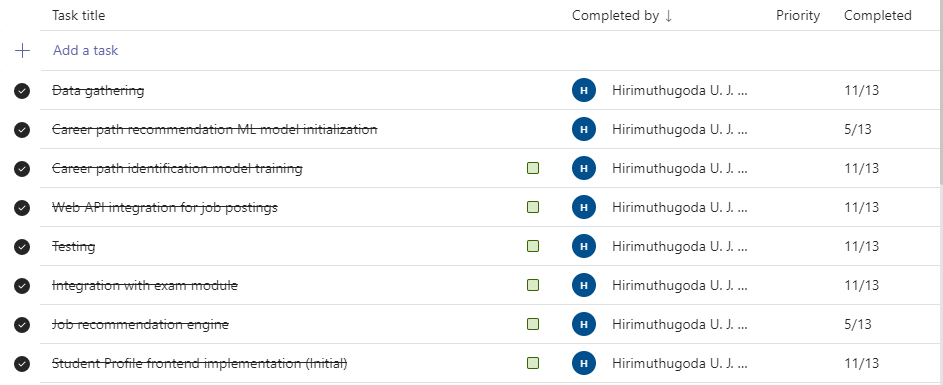 Task title Completed by ↓ Priority Completed
Add a task
Data gathering H Hirimuthugoda U. J. ... 11/13
Career path recommendation ML model initialization H Hirimuthugoda U. J. ... 5/13
Career path identification model training H Hirimuthugoda U. J. ... 11/13
Web API integration for job postings H Hirimuthugoda U. J. ... 11/13
Testing H Hirimuthugoda U. J. ... 11/13
Integration with exam module H Hirimuthugoda U. J. ... 11/13
Job recommendation engine H Hirimuthugoda U. J. ... 5/13
Student Profile frontend implementation (Initial) H Hirimuthugoda U. J. ... 11/13